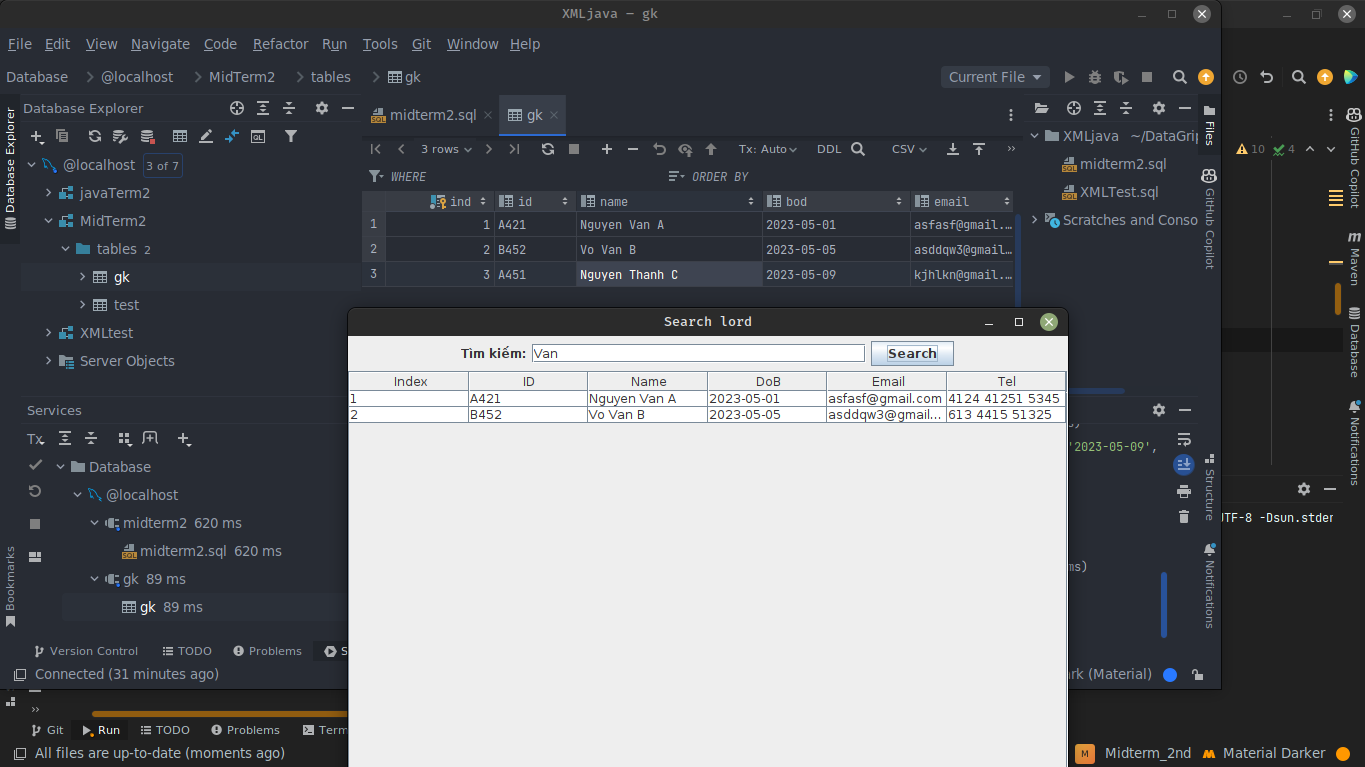 XMLjava – gk
File Edit View Navigate Code Refactor Run Tools Git Window Help
Database @localhost MidTerm2 tables gk
Current File
Database Explorer
midterm2.sql
gk
3 rows
Tx: Auto
DDL
CSV
WHERE
ORDER BY
ind id name bod email
1 1 A421 Nguyen Van A 2023-05-01 asfasf@gmail.…
2 2 B452 Vo Van B 2023-05-05 asddqw3@gmail…
3 3 A451 Nguyen Thanh C 2023-05-09 kjhlkn@gmail.…
Database Explorer
@localhost 3 of 7
javaTerm2
MidTerm2
tables 2
gk
test
XMLtest
Server Objects
XMLjava ~/DataGrip
midterm2.sql
XMLTest.sql
Scratches and Conso
Files
GitHub Copilot
Structure
Notifications
10 4
GitHub Copilot
Maven
Database
Notifications
Search lord
Tìm kiếm: Van Search
Index ID Name DoB Email Tel
1 A421 Nguyen Van A 2023-05-01 asfasf@gmail.com 4124 41251 5345
2 B452 Vo Van B 2023-05-05 asddqw3@gmail... 613 4415 51325
Services
Tx
Database
@localhost
midterm2 620 ms
midterm2.sql 620 ms
gk 89 ms
gk 89 ms
Bookmarks
'2023-05-09',
ms)
UTF-8 -Dsun.stder
Version Control TODO Problems S
Connected (31 minutes ago)
rk (Material)
Git Run TODO Problems Term
All files are up-to-date (moments ago)
M Midterm_2nd Material Darker